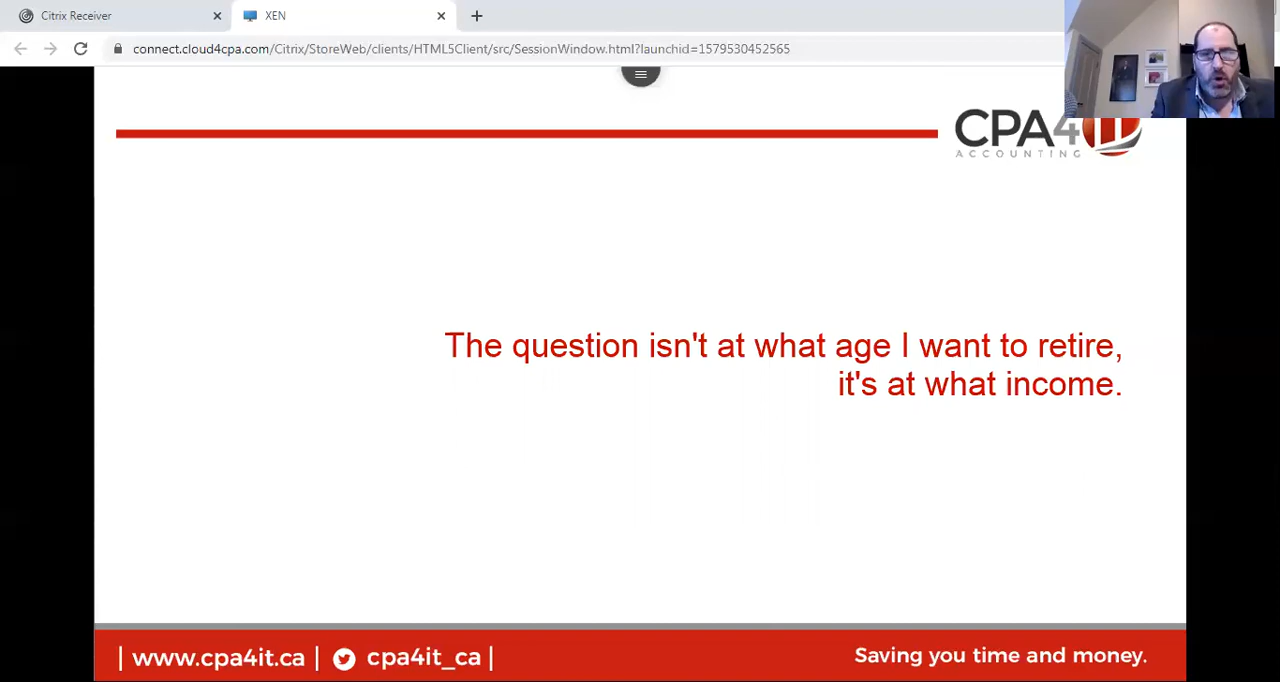 Citrix Receiver
XEN
connect.cloud4cpa.com/Citrix/StoreWeb/clients/HTML5Client/src/SessionWindow.html?launchid=1579530452565
CPA4it
ACCOUNTING
The question isn't at what age I want to retire,
it's at what income.
| www.cpa4it.ca | cpa4it_ca |
Saving you time and money.